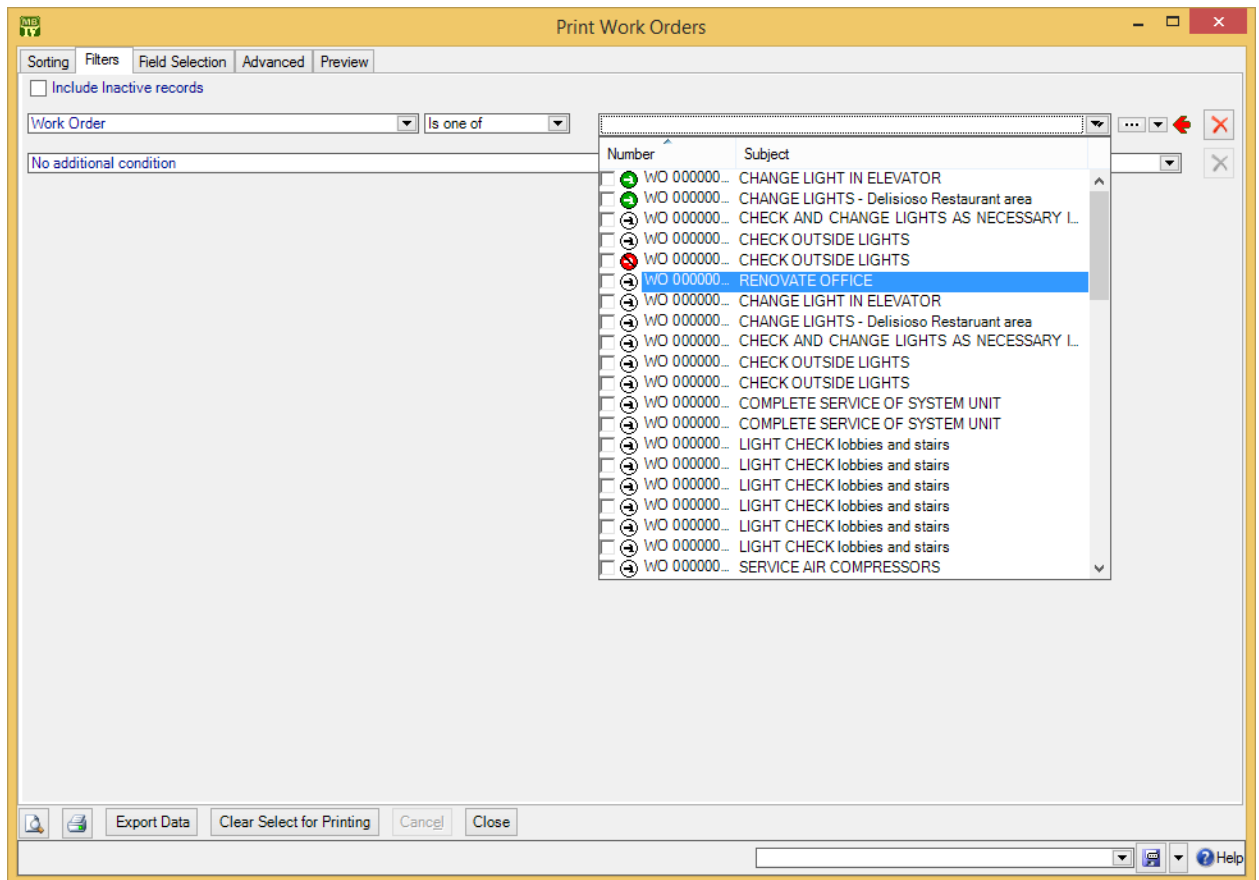 MB
TY
Print Work Orders
Sorting Filters Field Selection Advanced Preview
Include Inactive records
Work Order Is one of
No additional condition
Number Subject
WO 000000... CHANGE LIGHT IN ELEVATOR
WO 000000... CHANGE LIGHTS - Delisioso Restaurant area
WO 000000... CHECK AND CHANGE LIGHTS AS NECESSARY I...
WO 000000... CHECK OUTSIDE LIGHTS
WO 000000... CHECK OUTSIDE LIGHTS
WO 000000... RENOVATE OFFICE
WO 000000... CHANGE LIGHT IN ELEVATOR
WO 000000... CHANGE LIGHTS - Delisioso Restaruant area
WO 000000... CHECK AND CHANGE LIGHTS AS NECESSARY I...
WO 000000... CHECK OUTSIDE LIGHTS
WO 000000... CHECK OUTSIDE LIGHTS
WO 000000... COMPLETE SERVICE OF SYSTEM UNIT
WO 000000... COMPLETE SERVICE OF SYSTEM UNIT
WO 000000... LIGHT CHECK lobbies and stairs
WO 000000... LIGHT CHECK lobbies and stairs
WO 000000... LIGHT CHECK lobbies and stairs
WO 000000... LIGHT CHECK lobbies and stairs
WO 000000... LIGHT CHECK lobbies and stairs
WO 000000... LIGHT CHECK lobbies and stairs
WO 000000... SERVICE AIR COMPRESSORS
Export Data Clear Select for Printing Cancel Close
Help